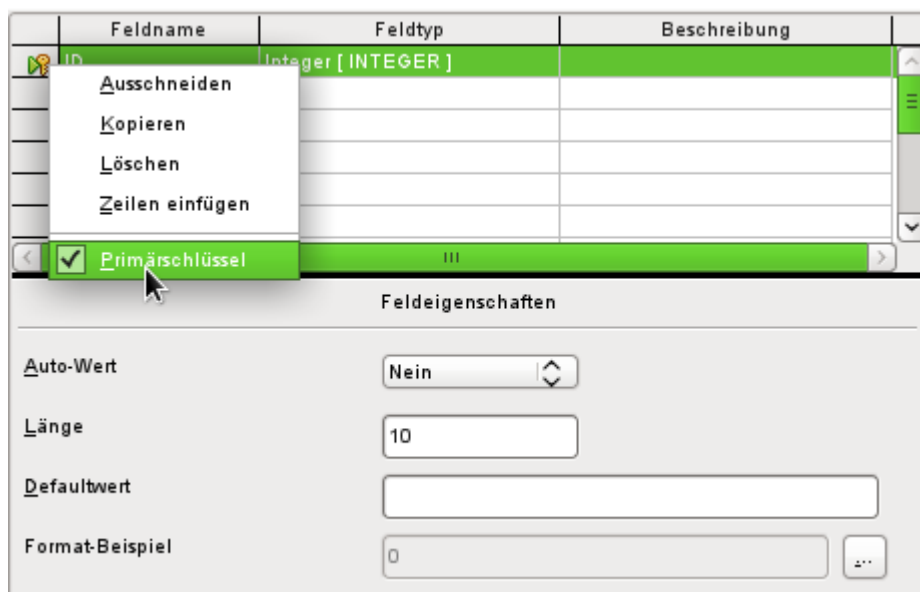 Feldname Feldtyp Beschreibung
ID Integer [ INTEGER ]
Ausschneiden
Kopieren
Löschen
Zeilen einfügen
Primärschlüssel
Feldeigenschaften
Auto-Wert Nein
Länge 10
Defaultwert
Format-Beispiel 0 ...